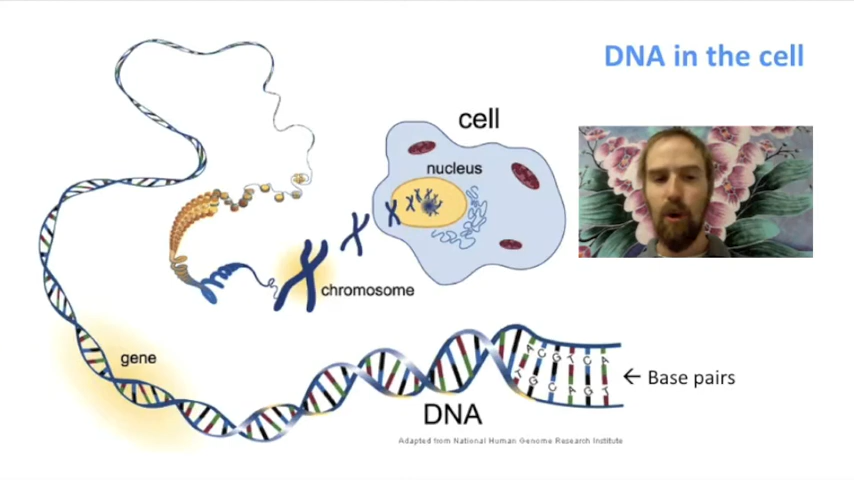 DNA in the cell
cell
nucleus
chromosome
gene
A C G T C A
T G C A G T
← Base pairs
DNA
Adapted from National Human Genome Research Institute